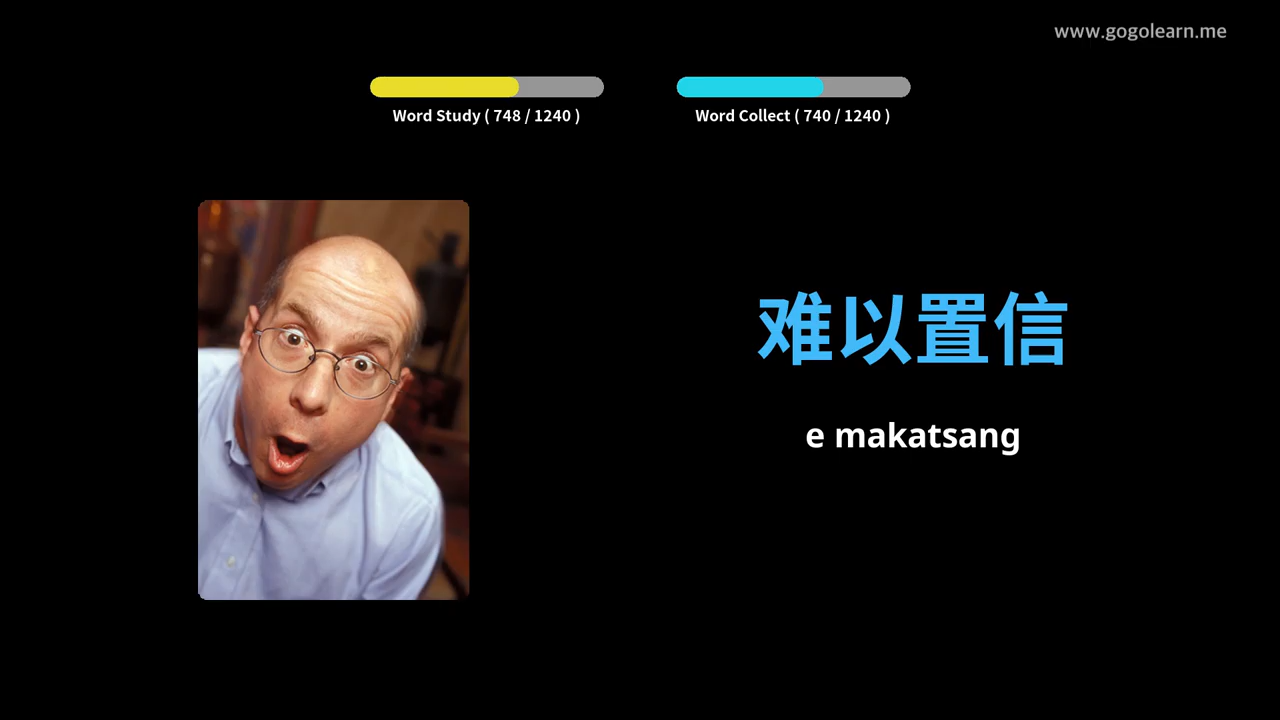 www.gogolearn.me
Word Study ( 748 / 1240 )
Word Collect ( 740 / 1240 )
难以置信
e makatsang